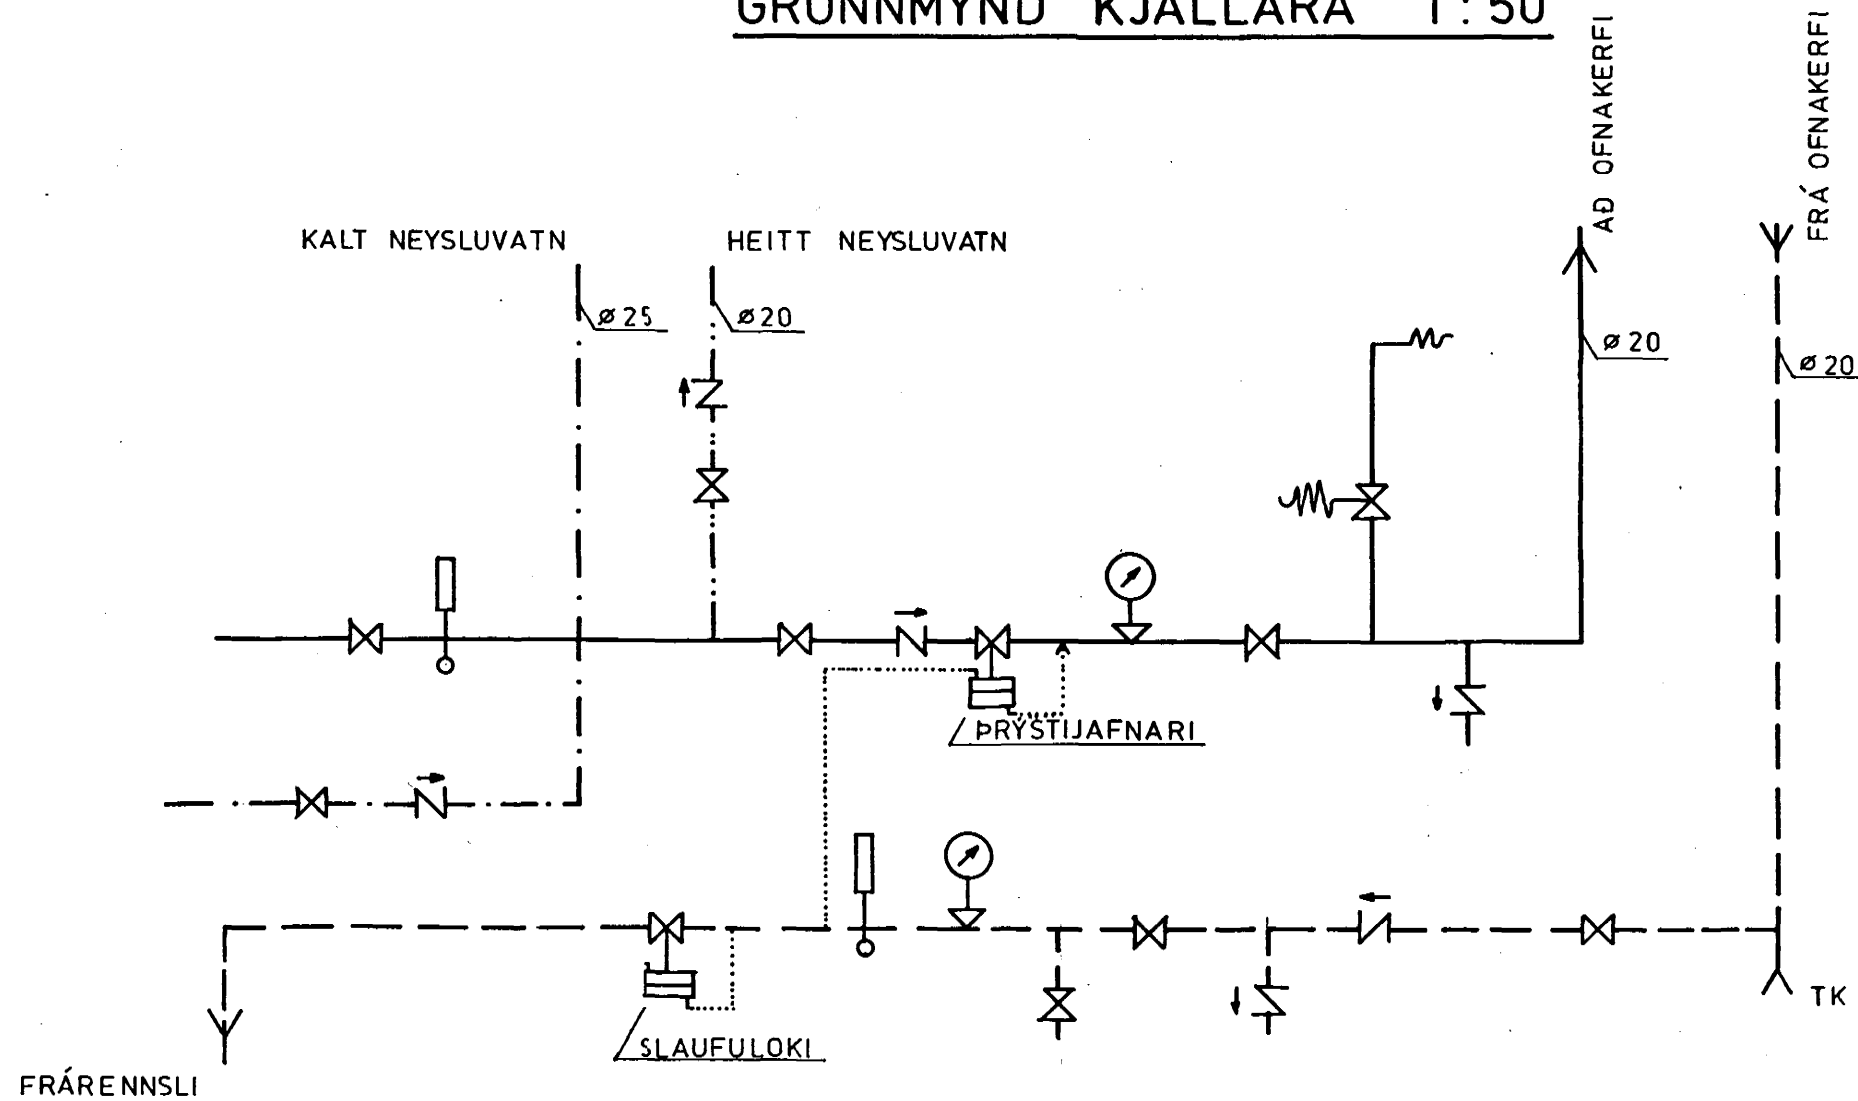 GRUNNMYND KJALLARA 1:50
AÐ OFNAKERFI
FRÁ OFNAKERFI
KALT NEYSLUVATN
HEITT NEYSLUVATN
ø25
ø20
ø20
ø20
ÞRÝSTIJAFNARI
SLAUFULOKI
TK
FRÁRENNSLI